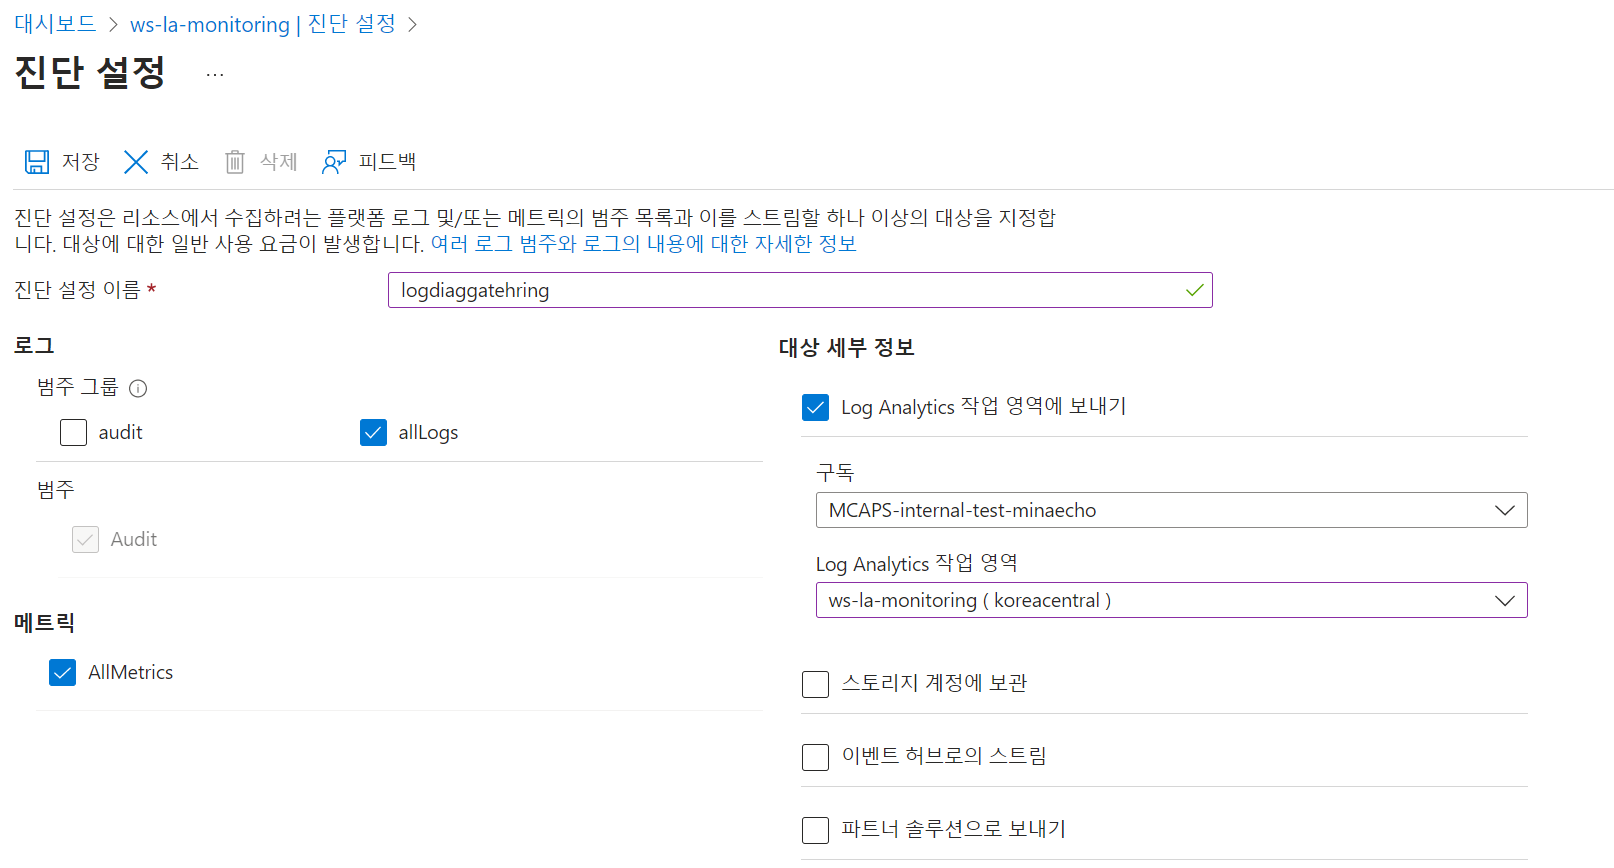 대시보드 > ws-la-monitoring | 진단 설정 >
진단 설정 ...
저장 취소 삭제 피드백
진단 설정은 리소스에서 수집하려는 플랫폼 로그 및/또는 메트릭의 범주 목록과 이를 스트림할 하나 이상의 대상을 지정합
니다. 대상에 대한 일반 사용 요금이 발생합니다. 여러 로그 범주와 로그의 내용에 대한 자세한 정보
진단 설정 이름 * logdiaggatehring
로그
범주 그룹
audit allLogs
범주
Audit
메트릭
AllMetrics
대상 세부 정보
Log Analytics 작업 영역에 보내기
구독
MCAPS-internal-test-minaecho
Log Analytics 작업 영역
ws-la-monitoring ( koreacentral )
스토리지 계정에 보관
이벤트 허브로의 스트림
파트너 솔루션으로 보내기